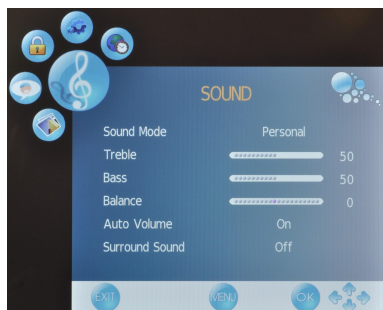 SOUND
Sound Mode Personal
Treble 50
Bass 50
Balance 0
Auto Volume On
Surround Sound Off
EXIT MENU OK